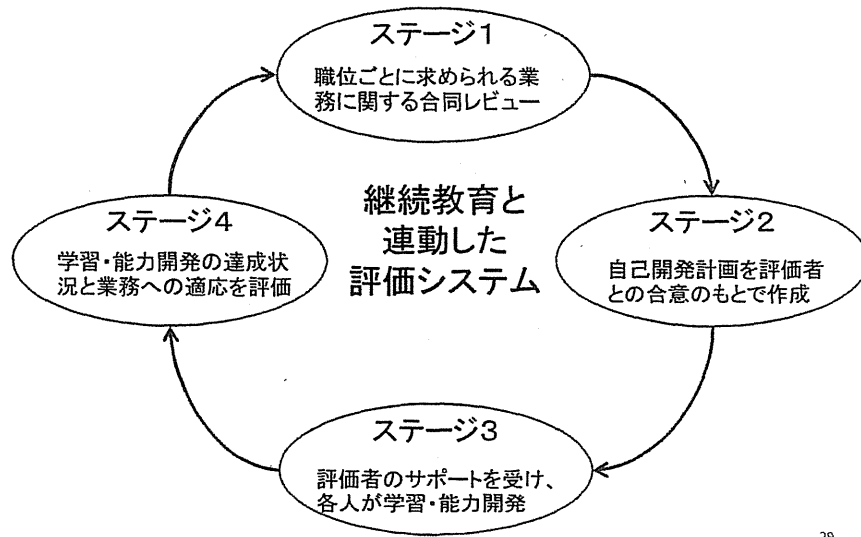 ステージ1
職位ごとに求められる業
務に関する合同レビュー
継続教育と
連動した
評価システム
ステージ4
学習・能力開発の達成状
況と業務への適応を評価
ステージ2
自己開発計画を評価者
との合意のもとで作成
ステージ3
評価者のサポートを受け、
各人が学習・能力開発
29